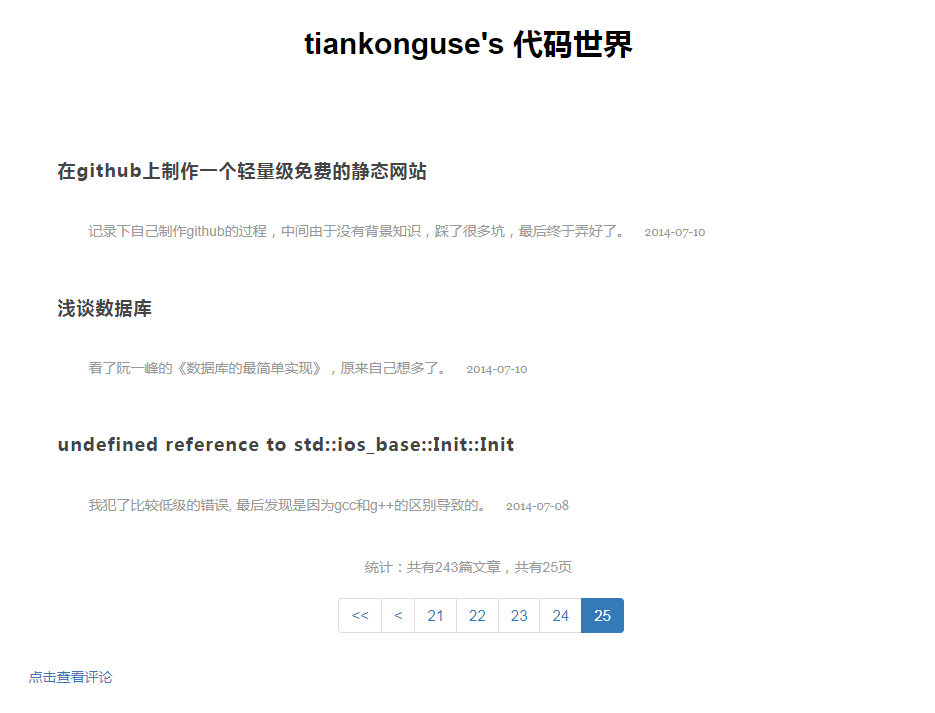 tiankonguse's 代码世界
在github上制作一个轻量级免费的静态网站
记录下自己制作github的过程，中间由于没有背景知识，踩了很多坑，最后终于弄好了。 2014-07-10
浅谈数据库
看了阮一峰的《数据库的最简单实现》，原来自己想多了。 2014-07-10
undefined reference to std::ios_base::Init::Init
我犯了比较低级的错误, 最后发现是因为gcc和g++的区别导致的。 2014-07-08
统计：共有243篇文章，共有25页
<< < 21 22 23 24 25
点击查看评论